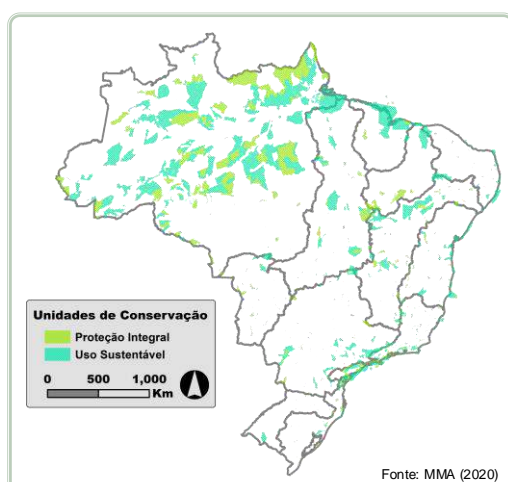 Unidades de Conservação
Proteção Integral
Uso Sustentável
0 500 1,000
Km
Fonte: MMA (2020)